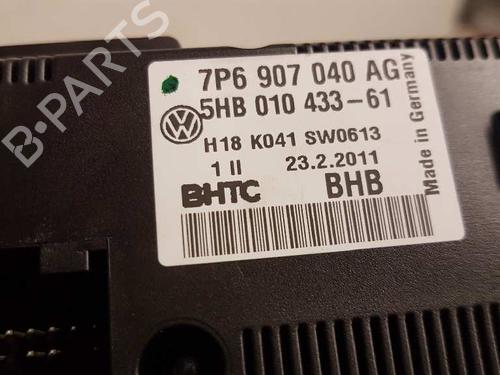 7P6 907 040 AG
5HB 010 433-61
H18 K041 SW0613
1 II 23.2.2011
BHTC BHB
Made in Germany
B-PARTS